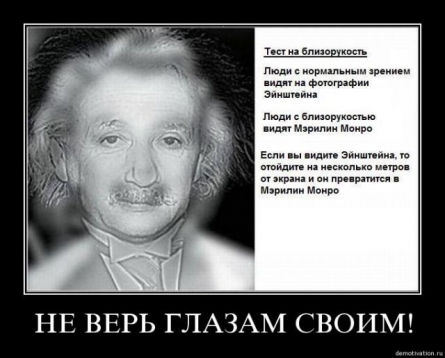 Тест на близорукость
Люди с нормальным зрением
видят на фотографии
Эйнштейна
Люди с близорукостью
видят Мэрилин Монро
Если вы видите Эйнштейна, то
отойдите на несколько метров
от экрана и он превратится в
Мэрилин Монро
НЕ ВЕРЬ ГЛАЗАМ СВОИМ!
demotivation.ru